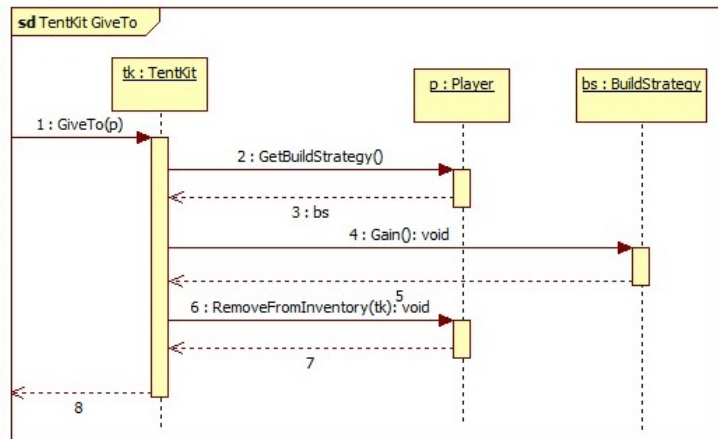 sd TentKit GiveTo
tk : TentKit
p : Player
bs : BuildStrategy
1 : GiveTo(p)
2 : GetBuildStrategy()
3 : bs
4 : Gain(): void
5
6 : RemoveFromInventory(tk): void
7
8